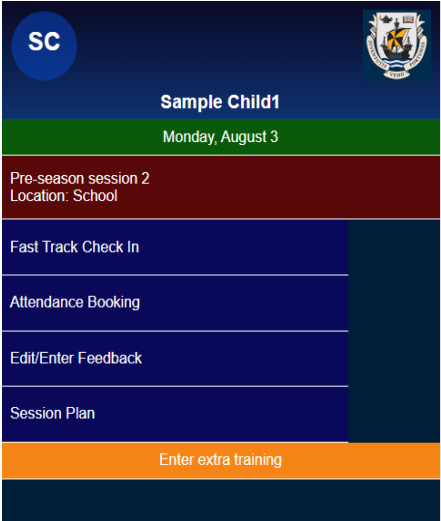 SC
Sample Child1
Monday, August 3
Pre-season session 2
Location: School
Fast Track Check In
Attendance Booking
Edit/Enter Feedback
Session Plan
Enter extra training